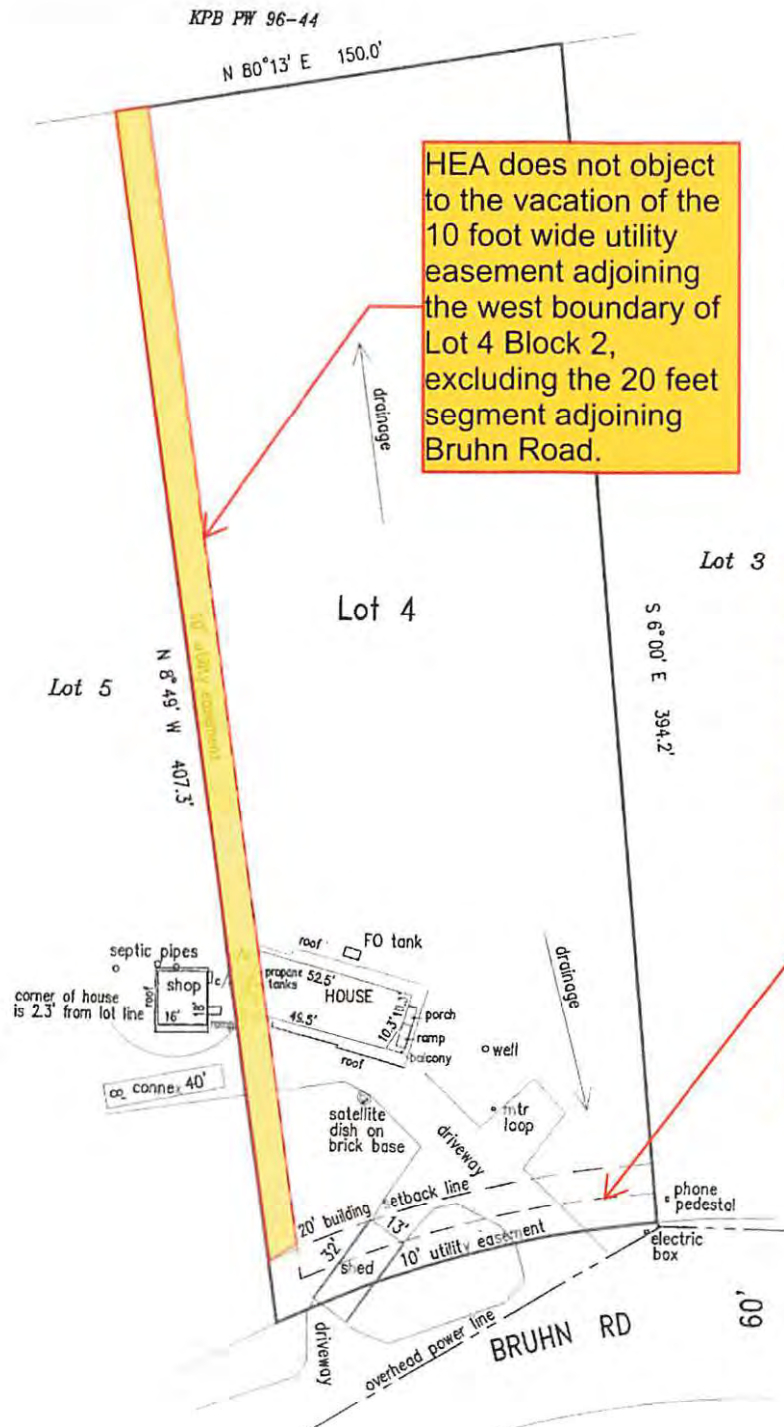 KPB PW 96-44
N 80°13' E 150.0'
HEA does not object
to the vacation of the
10 foot wide utility
easement adjoining
the west boundary of
Lot 4 Block 2,
excluding the 20 feet
segment adjoining
Bruhn Road.
drainage
Lot 3
Lot 4
10' utility easement
S 6°00' E 394.2'
Lot 5
N 8°49' W 407.3'
roof
FO tank
septic pipes
drainage
shop
propane
tanks
52.5'
HOUSE
corner of house
is 2.3' from lot line
roof
16'
10.3'
porch
ramp
49.5'
ramp
balcony
roof
well
connex 40'
satellite
dish on
brick base
mtr
loop
driveway
phone
pedestal
20' building etback line
13'
32'
shed
10' utility easement
electric
box
60'
BRUHN RD
overhead power line
driveway